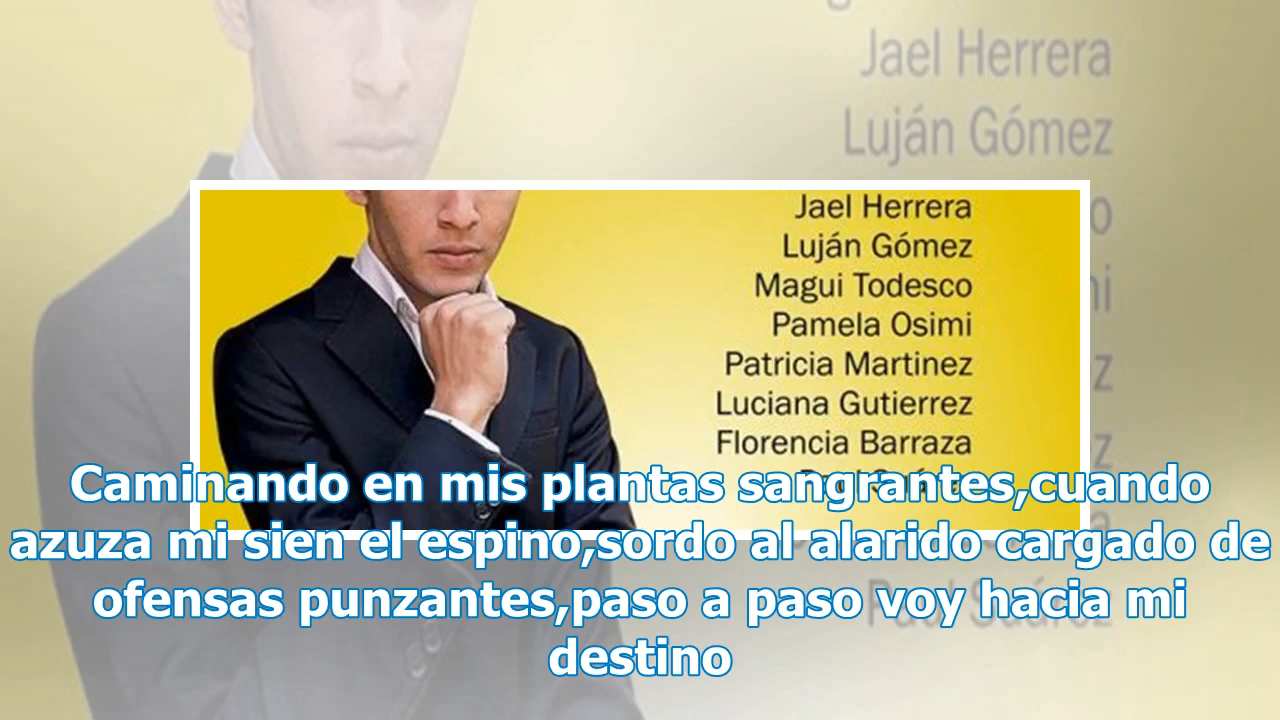 Jael Herrera
Luján Gómez
Jael Herrera
Luján Gómez
Magui Todesco
Pamela Osimi
Patricia Martinez
Luciana Gutierrez
Florencia Barraza
Caminando en mis plantas sangrantes,cuando
azuza mi sien el espino,sordo al alarido cargado de
ofensas punzantes,paso a paso voy hacia mi
destino